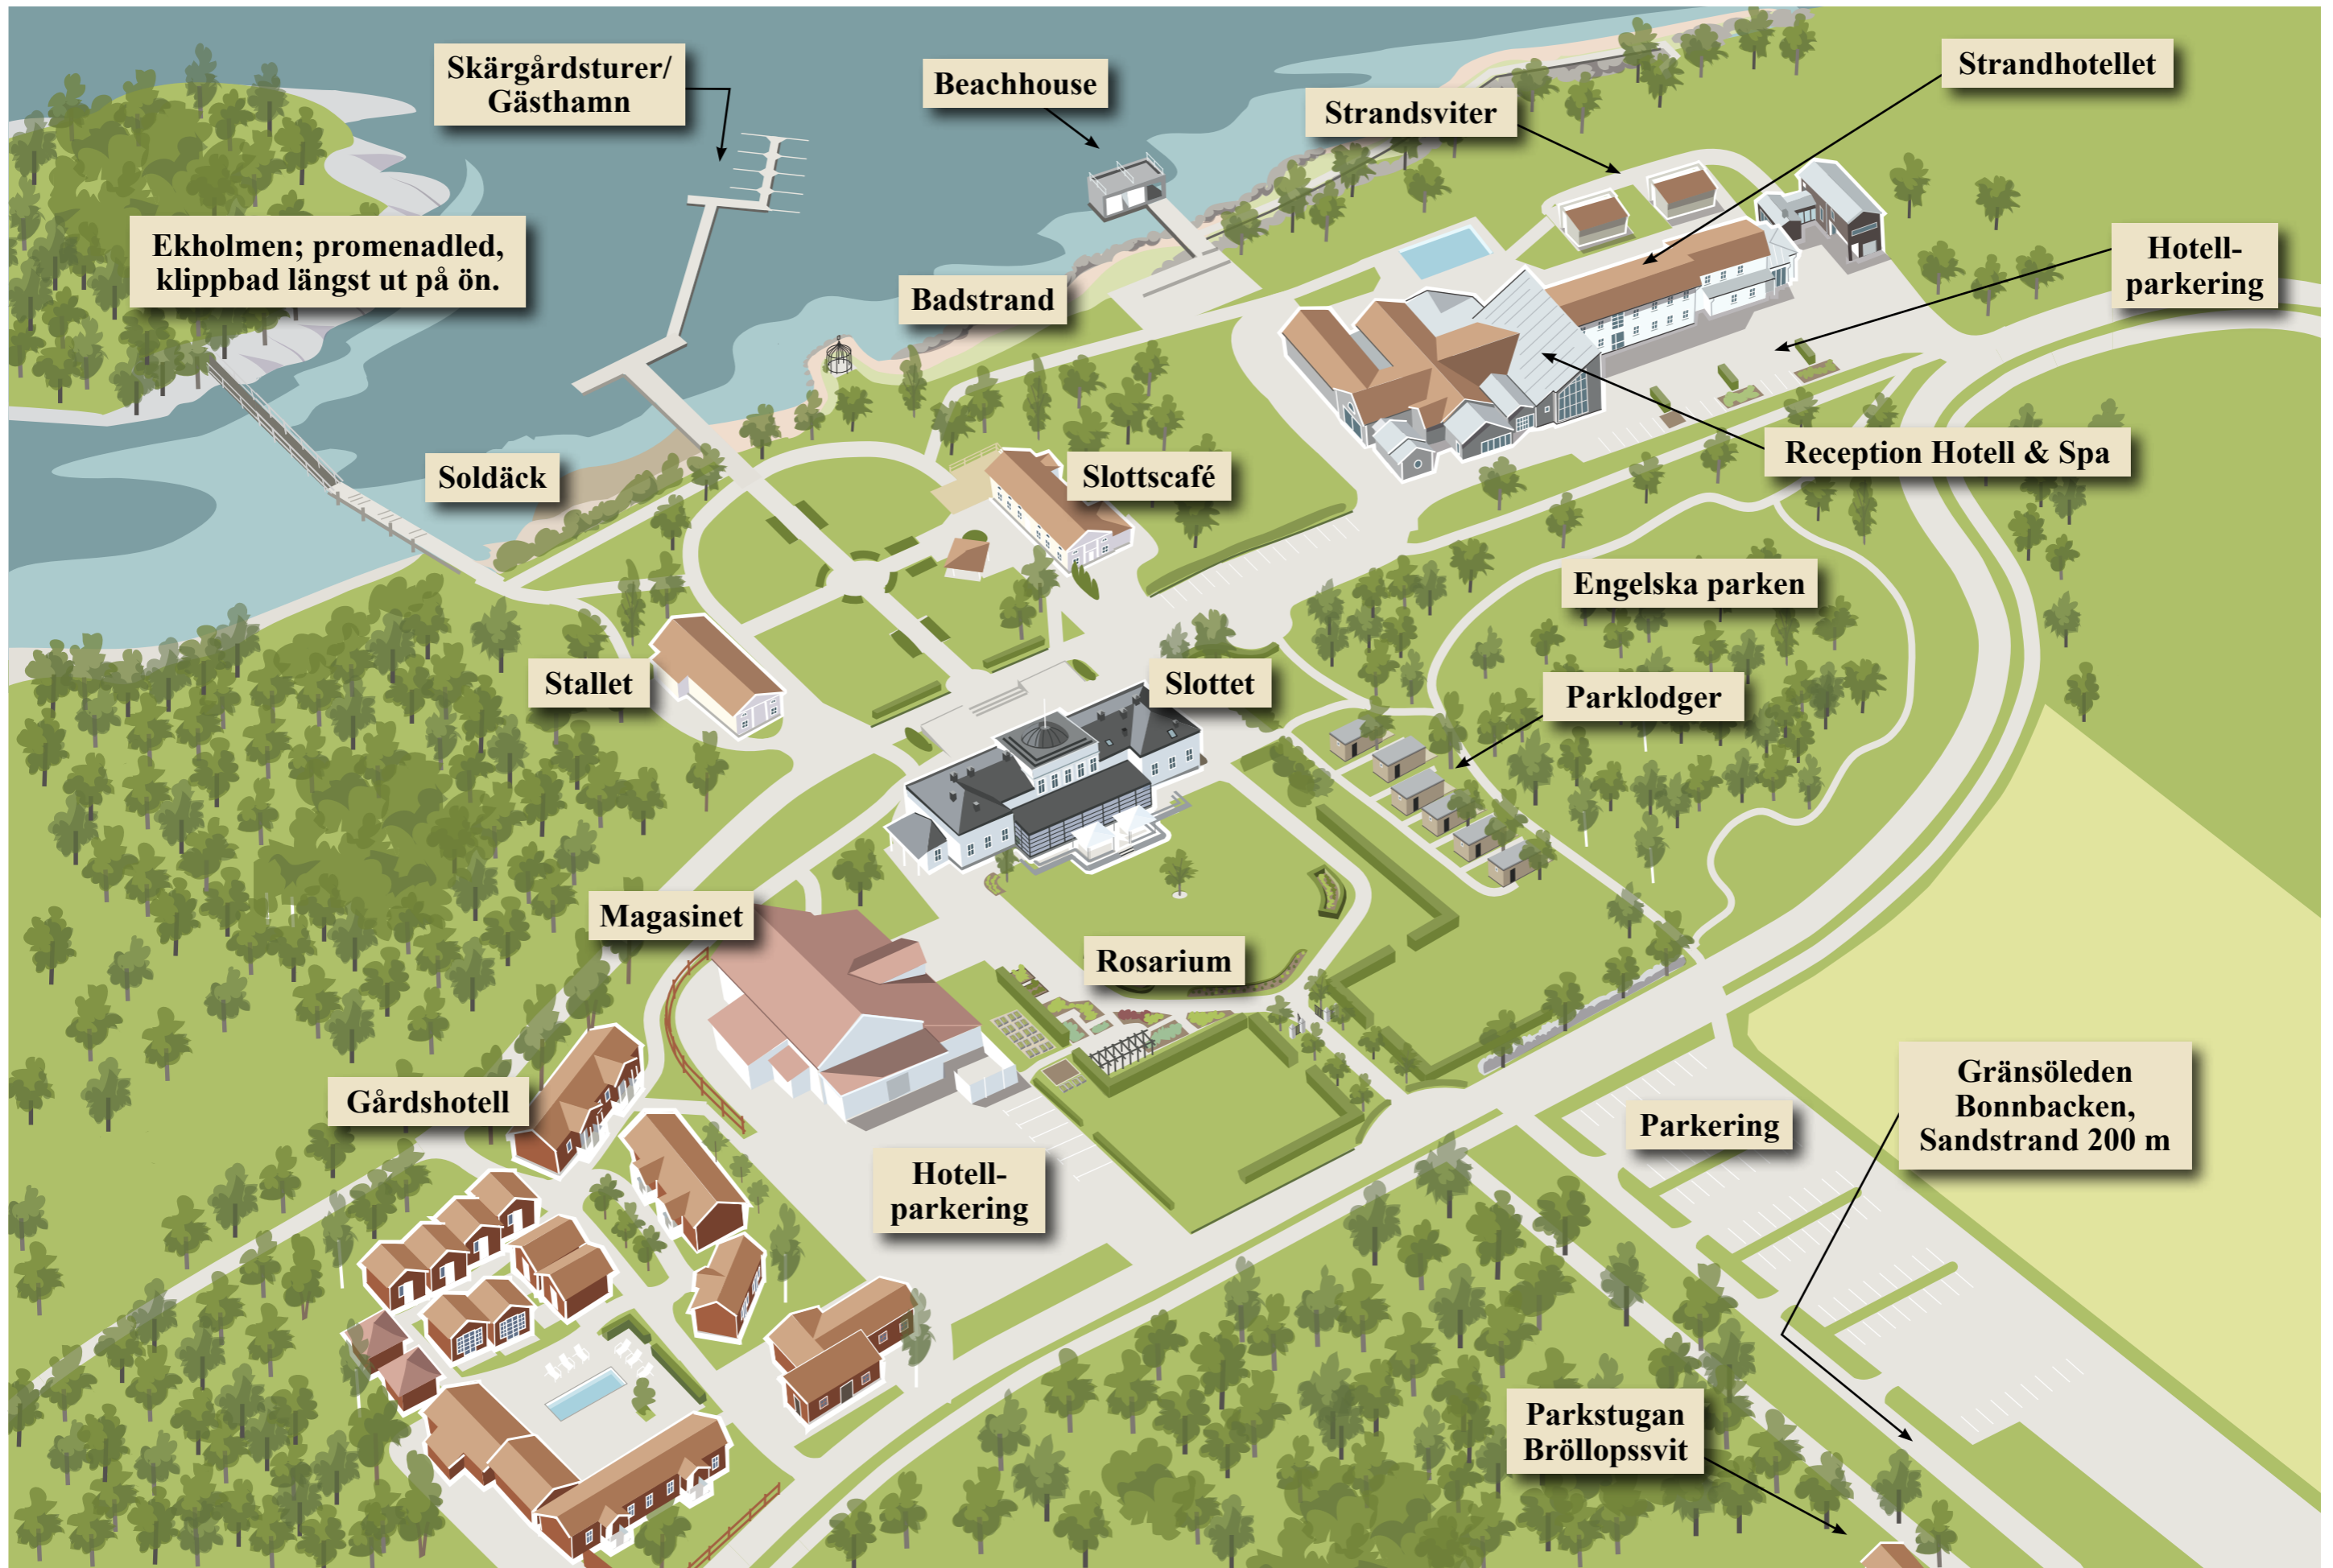 Skärgårdsturer/
Gästhamn
Beachhouse
Strandsviter
Strandhotellet
Ekholmen; promenadled,
klippbad längst ut på ön.
Badstrand
Hotell-
parkering
Soldäck
Slottscafé
Reception Hotell & Spa
Engelska parken
Stallet
Slottet
Parklodger
Magasinet
Rosarium
Gårdshotell
Hotell-
parkering
Parkering
Gränsöleden
Bonnbacken,
Sandstrand 200 m
Parkstugan
Bröllopssvit